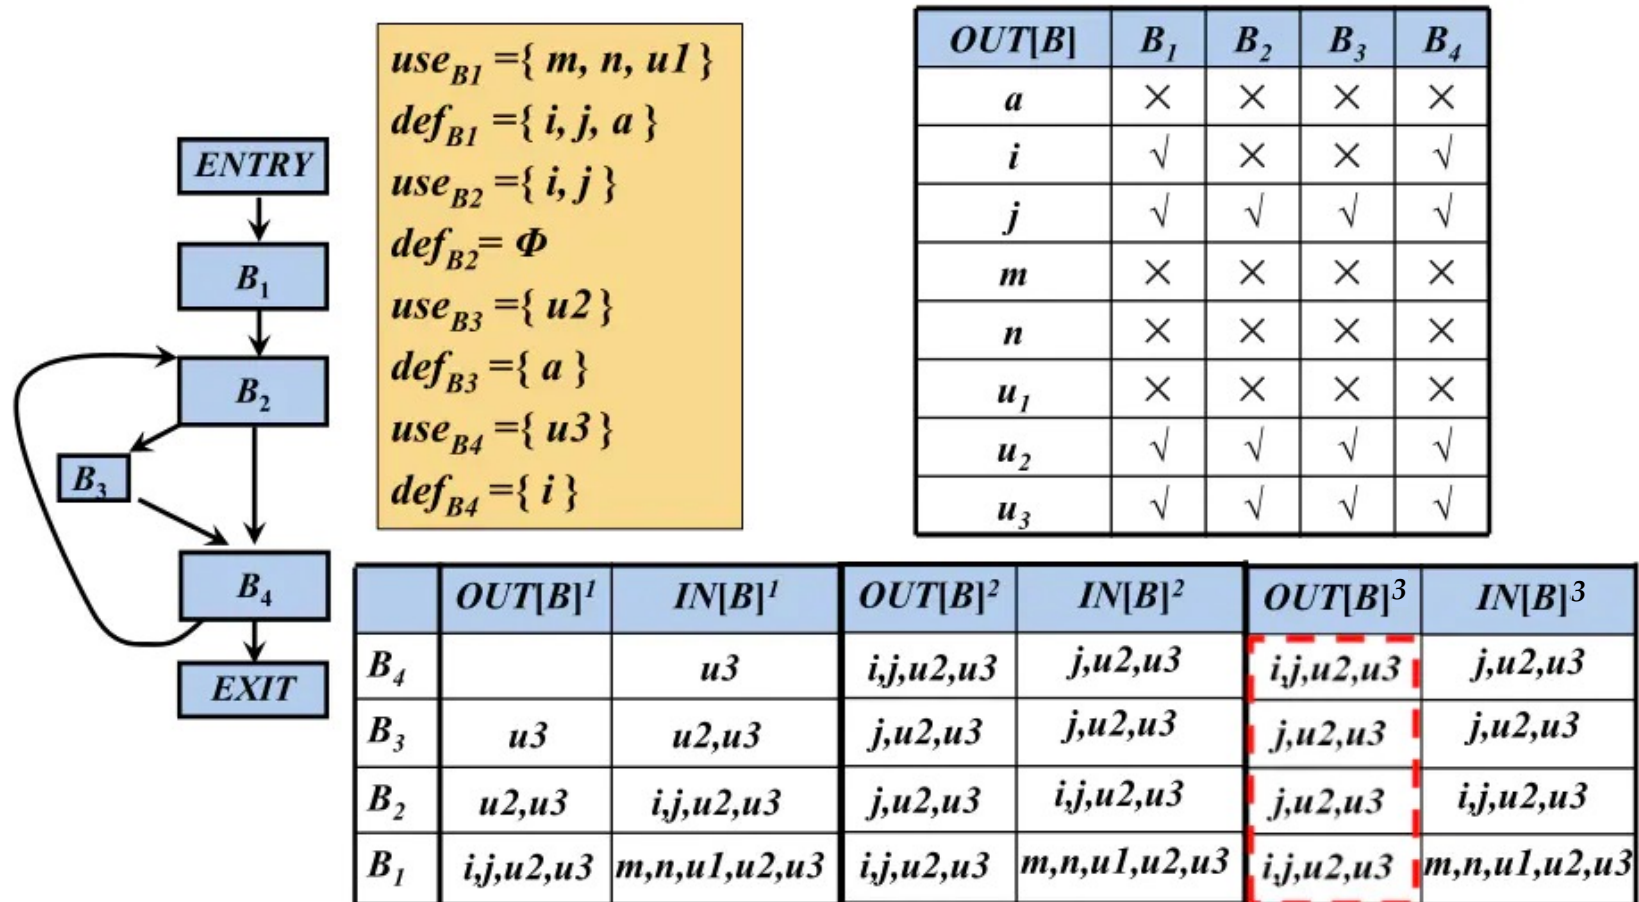 ENTRY
B1
B2
B3
B4
EXIT
useB1 ={ m, n, u1 }
defB1 ={ i, j, a }
useB2 ={ i, j }
defB2= Φ
useB3 ={ u2 }
defB3 ={ a }
useB4 ={ u3 }
defB4 ={ i }
OUT[B] B1 B2 B3 B4
a × × × ×
i √ × × √
j √ √ √ √
m × × × ×
n × × × ×
u1 × × × ×
u2 √ √ √ √
u3 √ √ √ √
OUT[B]1 IN[B]1 OUT[B]2 IN[B]2 OUT[B]3 IN[B]3
B4 u3 i,j,u2,u3 j,u2,u3 i,j,u2,u3 j,u2,u3
B3 u3 u2,u3 j,u2,u3 j,u2,u3 j,u2,u3 j,u2,u3
B2 u2,u3 i,j,u2,u3 j,u2,u3 i,j,u2,u3 j,u2,u3 i,j,u2,u3
B1 i,j,u2,u3 m,n,u1,u2,u3 i,j,u2,u3 m,n,u1,u2,u3 i,j,u2,u3 m,n,u1,u2,u3